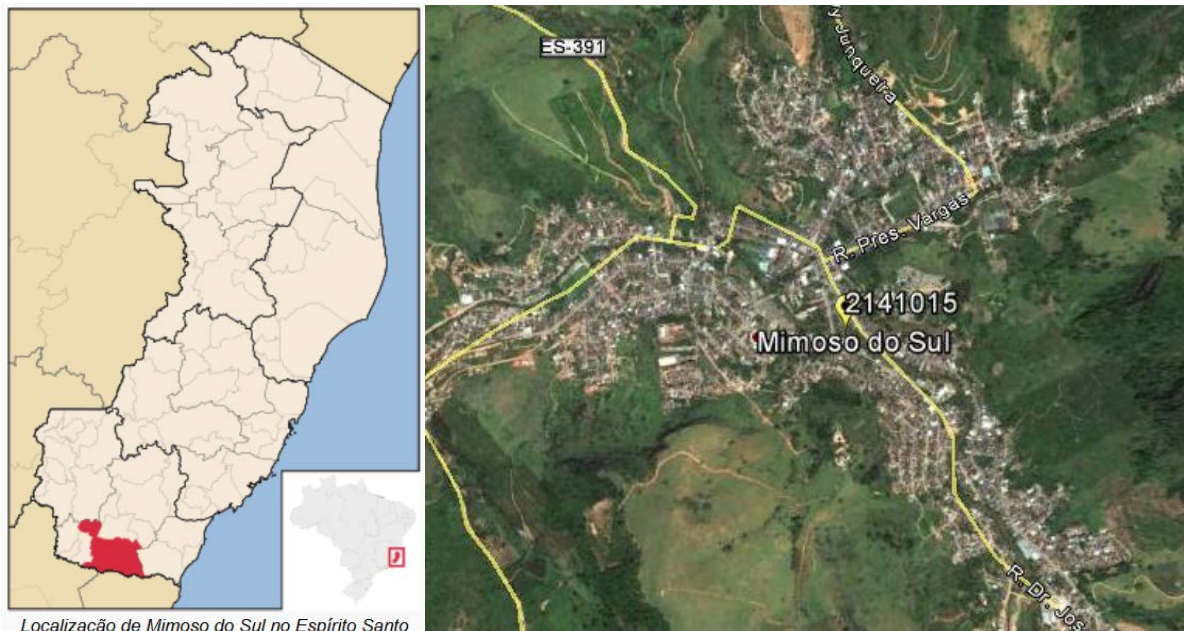 Localização de Mimoso do Sul no Espírito Santo
ES-391
y Junqueira
R. Pres. Vargas
2141015
Mimoso do Sul
R. Dr. Jos